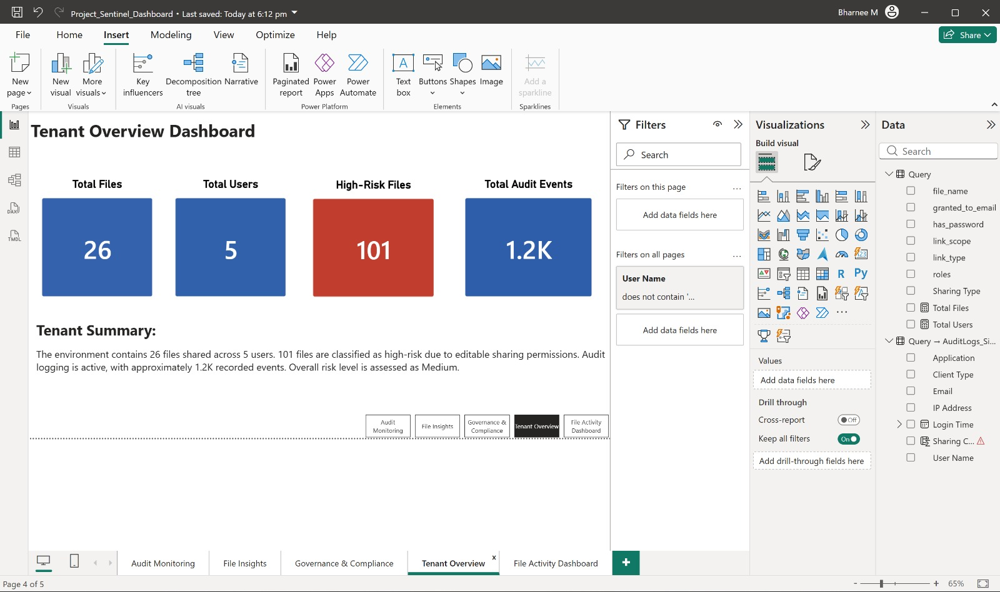 Project_Sentinel_Dashboard • Last saved: Today at 6:12 pm
Bharnee M
File Home Insert Modeling View Optimize Help
Share
New page
Pages
New visual
More visuals
Visuals
Key influencers
Decomposition tree
Narrative
AI visuals
Paginated report
Power Apps
Power Automate
Power Platform
Text box
Buttons
Shapes
Image
Elements
Add a sparkline
Sparklines
DAX
TMDL
Tenant Overview Dashboard
Total Files
26
Total Users
5
High-Risk Files
101
Total Audit Events
1.2K
Tenant Summary:
The environment contains 26 files shared across 5 users. 101 files are classified as high-risk due to editable sharing permissions. Audit
logging is active, with approximately 1.2K recorded events. Overall risk level is assessed as Medium.
Audit
Monitoring
File Insights
Governance &
Compliance
Tenant Overview
File Activity
Dashboard
Filters
Search
Filters on this page ...
Add data fields here
Filters on all pages ...
User Name
does not contain '...
Add data fields here
Visualizations
Build visual
123
R
Py
...
Values
Add data fields here
Drill through
Cross-report Off
Keep all filters On
Add drill-through fields here
Data
Search
Query
file_name
granted_to_email
has_password
link_scope
link_type
roles
Sharing Type
Total Files
Total Users
Query → AuditLogs_Si...
Application
Client Type
Email
IP Address
Login Time
Sharing C...
User Name
Audit Monitoring
File Insights
Governance & Compliance
Tenant Overview x
File Activity Dashboard
+
Page 4 of 5
- + 65%